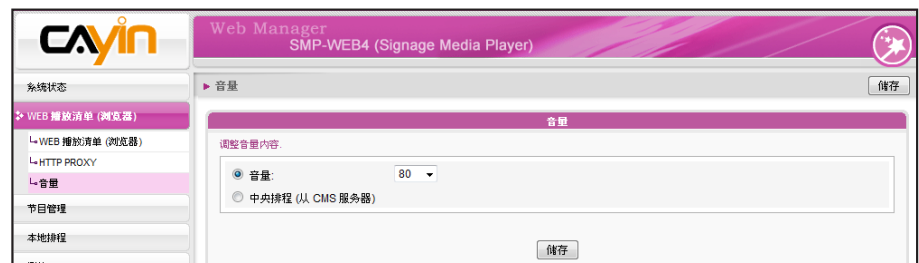 CAYIN
Web Manager
SMP-WEB4 (Signage Media Player)
系统状态
音量
储存
WEB 播放清单 (浏览器)
音量
WEB 播放清单 (浏览器)
调整音量内容.
HTTP PROXY
音量: 80
音量
中央排程 (从 CMS 服务器)
节目管理
本地排程
储存